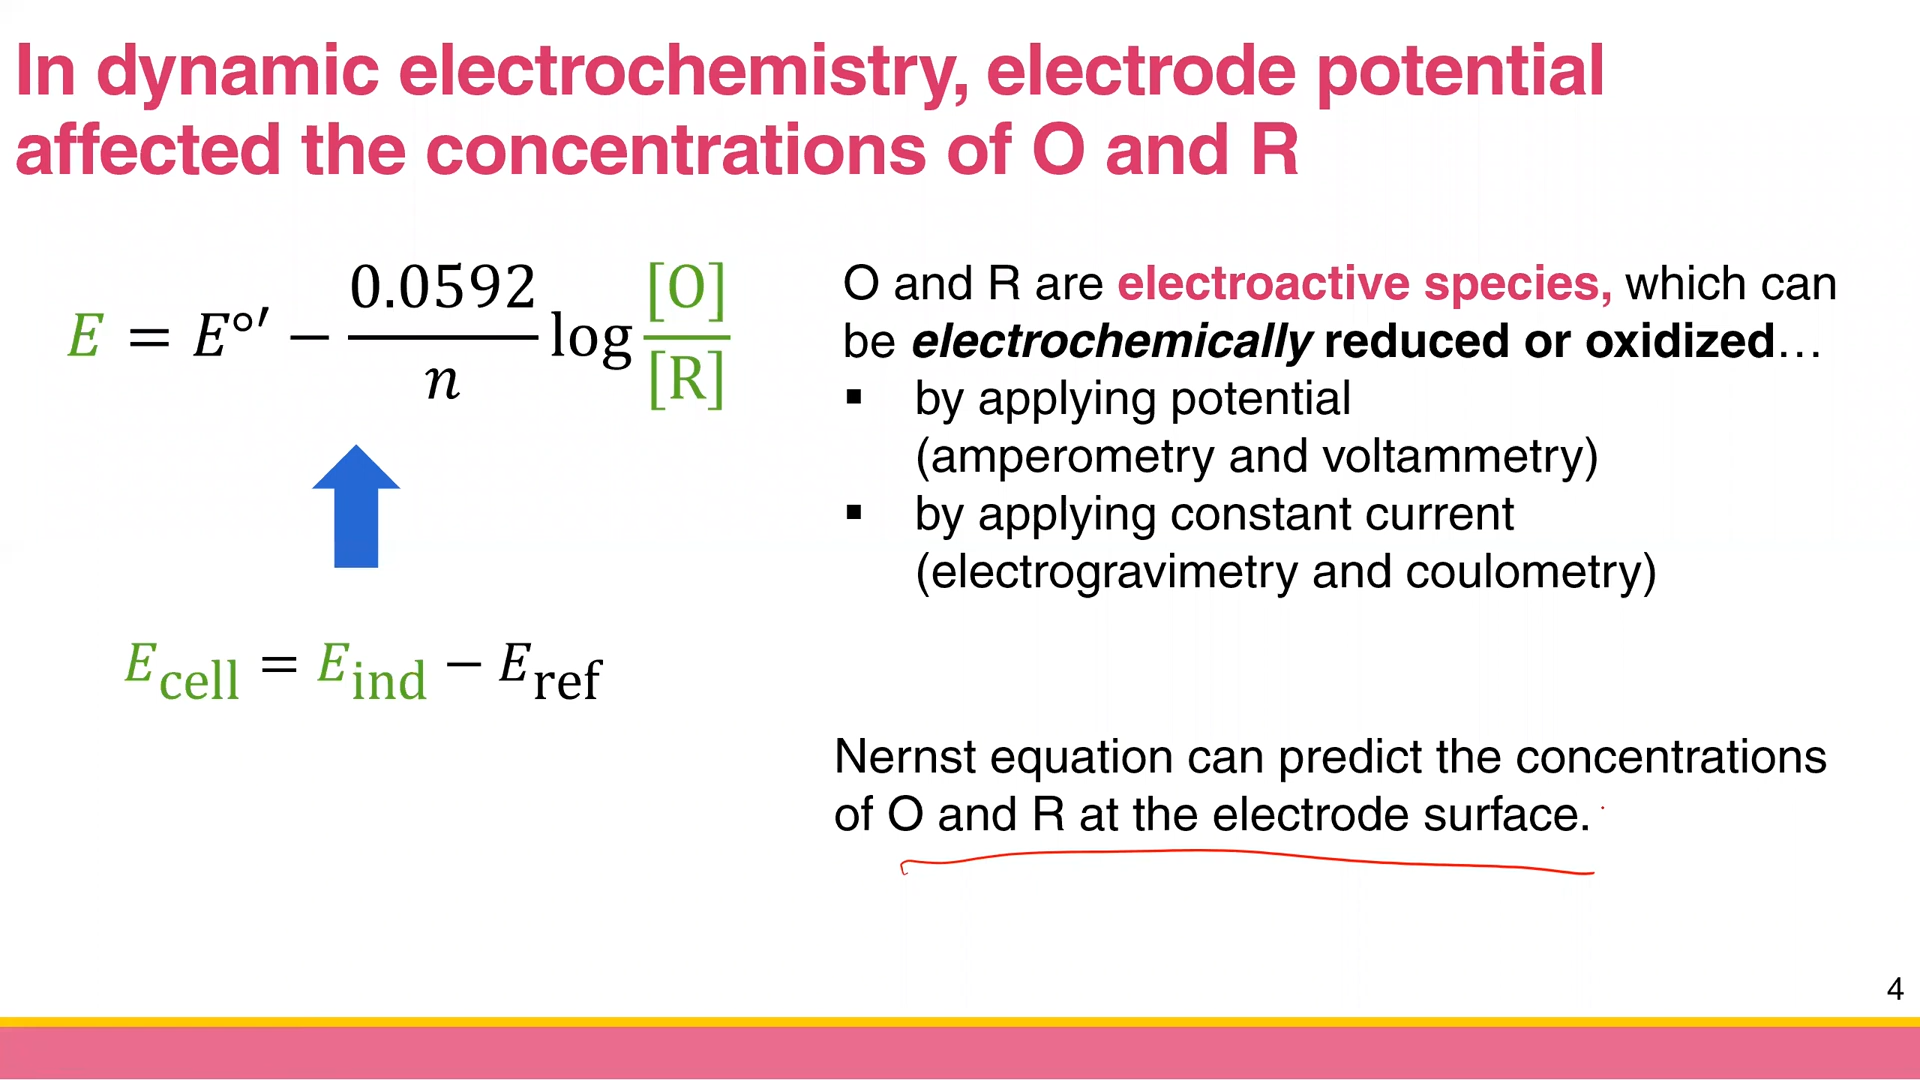 In dynamic electrochemistry, electrode potential
affected the concentrations of O and R
E = E°′ − 0.0592/n log [O]/[R]
E_cell = E_ind − E_ref
O and R are electroactive species, which can
be electrochemically reduced or oxidized…
▪ by applying potential
(amperometry and voltammetry)
▪ by applying constant current
(electrogravimetry and coulometry)
Nernst equation can predict the concentrations
of O and R at the electrode surface.
4